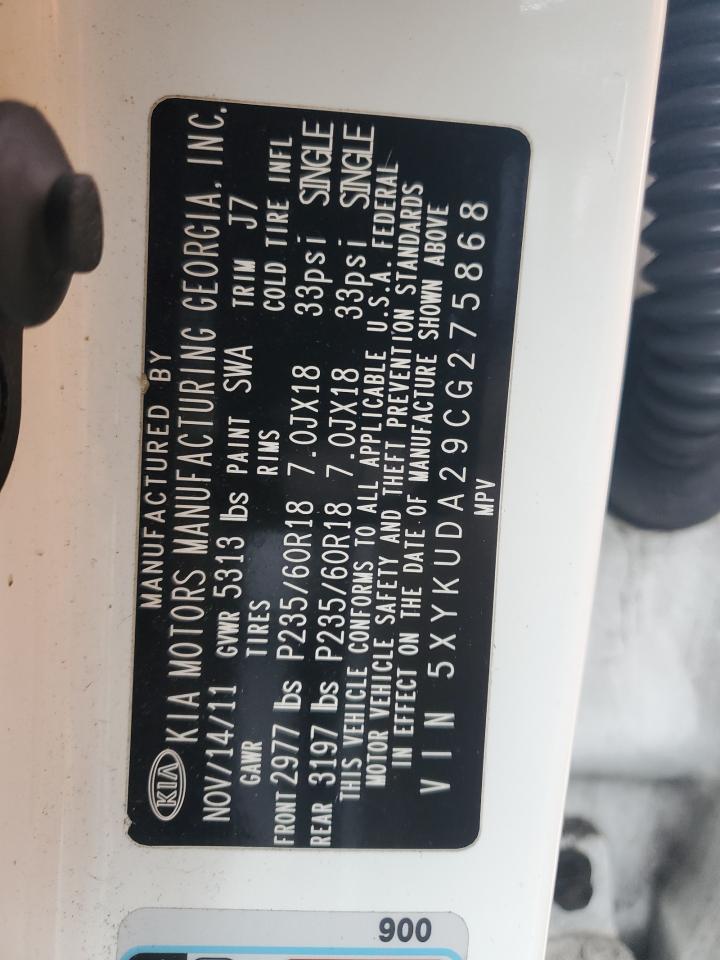 MANUFACTURED BY
KIA KIA MOTORS MANUFACTURING GEORGIA, INC.
NOV/14/11 GVWR 5313 lbs PAINT SWA TRIM J7
GAWR TIRES RIMS COLD TIRE INFL
FRONT 2977 lbs P235/60R18 7.0JX18 33psi SINGLE
REAR 3197 lbs P235/60R18 7.0JX18 33psi SINGLE
THIS VEHICLE CONFORMS TO ALL APPLICABLE U.S.A. FEDERAL
MOTOR VEHICLE SAFETY AND THEFT PREVENTION STANDARDS
IN EFFECT ON THE DATE OF MANUFACTURE SHOWN ABOVE
VIN 5XYKUDA29CG275868
MPV
900